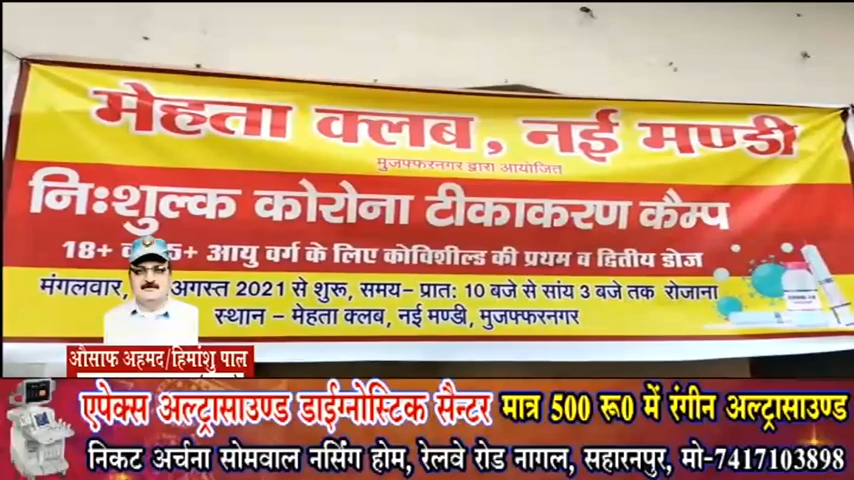 मेहता क्लब, नई मण्डी
मुजफ्फरनगर द्वारा आयोजित
निःशुल्क कोरोना टीकाकरण कैम्प
18+ 5+ आयु वर्ग के लिए कोविशील्ड की प्रथम व द्वितीय डोज
मंगलवार, अगस्त 2021 से शुरू, समय- प्रातः 10 बजे से सांय 3 बजे तक रोजाना
स्थान - मेहता क्लब, नई मण्डी, मुजफ्फरनगर
औसाफ अहमद/हिमांशु पाल
एपेक्स अल्ट्रासाउण्ड डाईग्नोस्टिक सैन्टर मात्र 500 रू0 में रंगीन अल्ट्रासाउण्ड
निकट अर्चना सोमवाल नर्सिंग होम, रेलवे रोड नागल, सहारनपुर, मो-7417103898